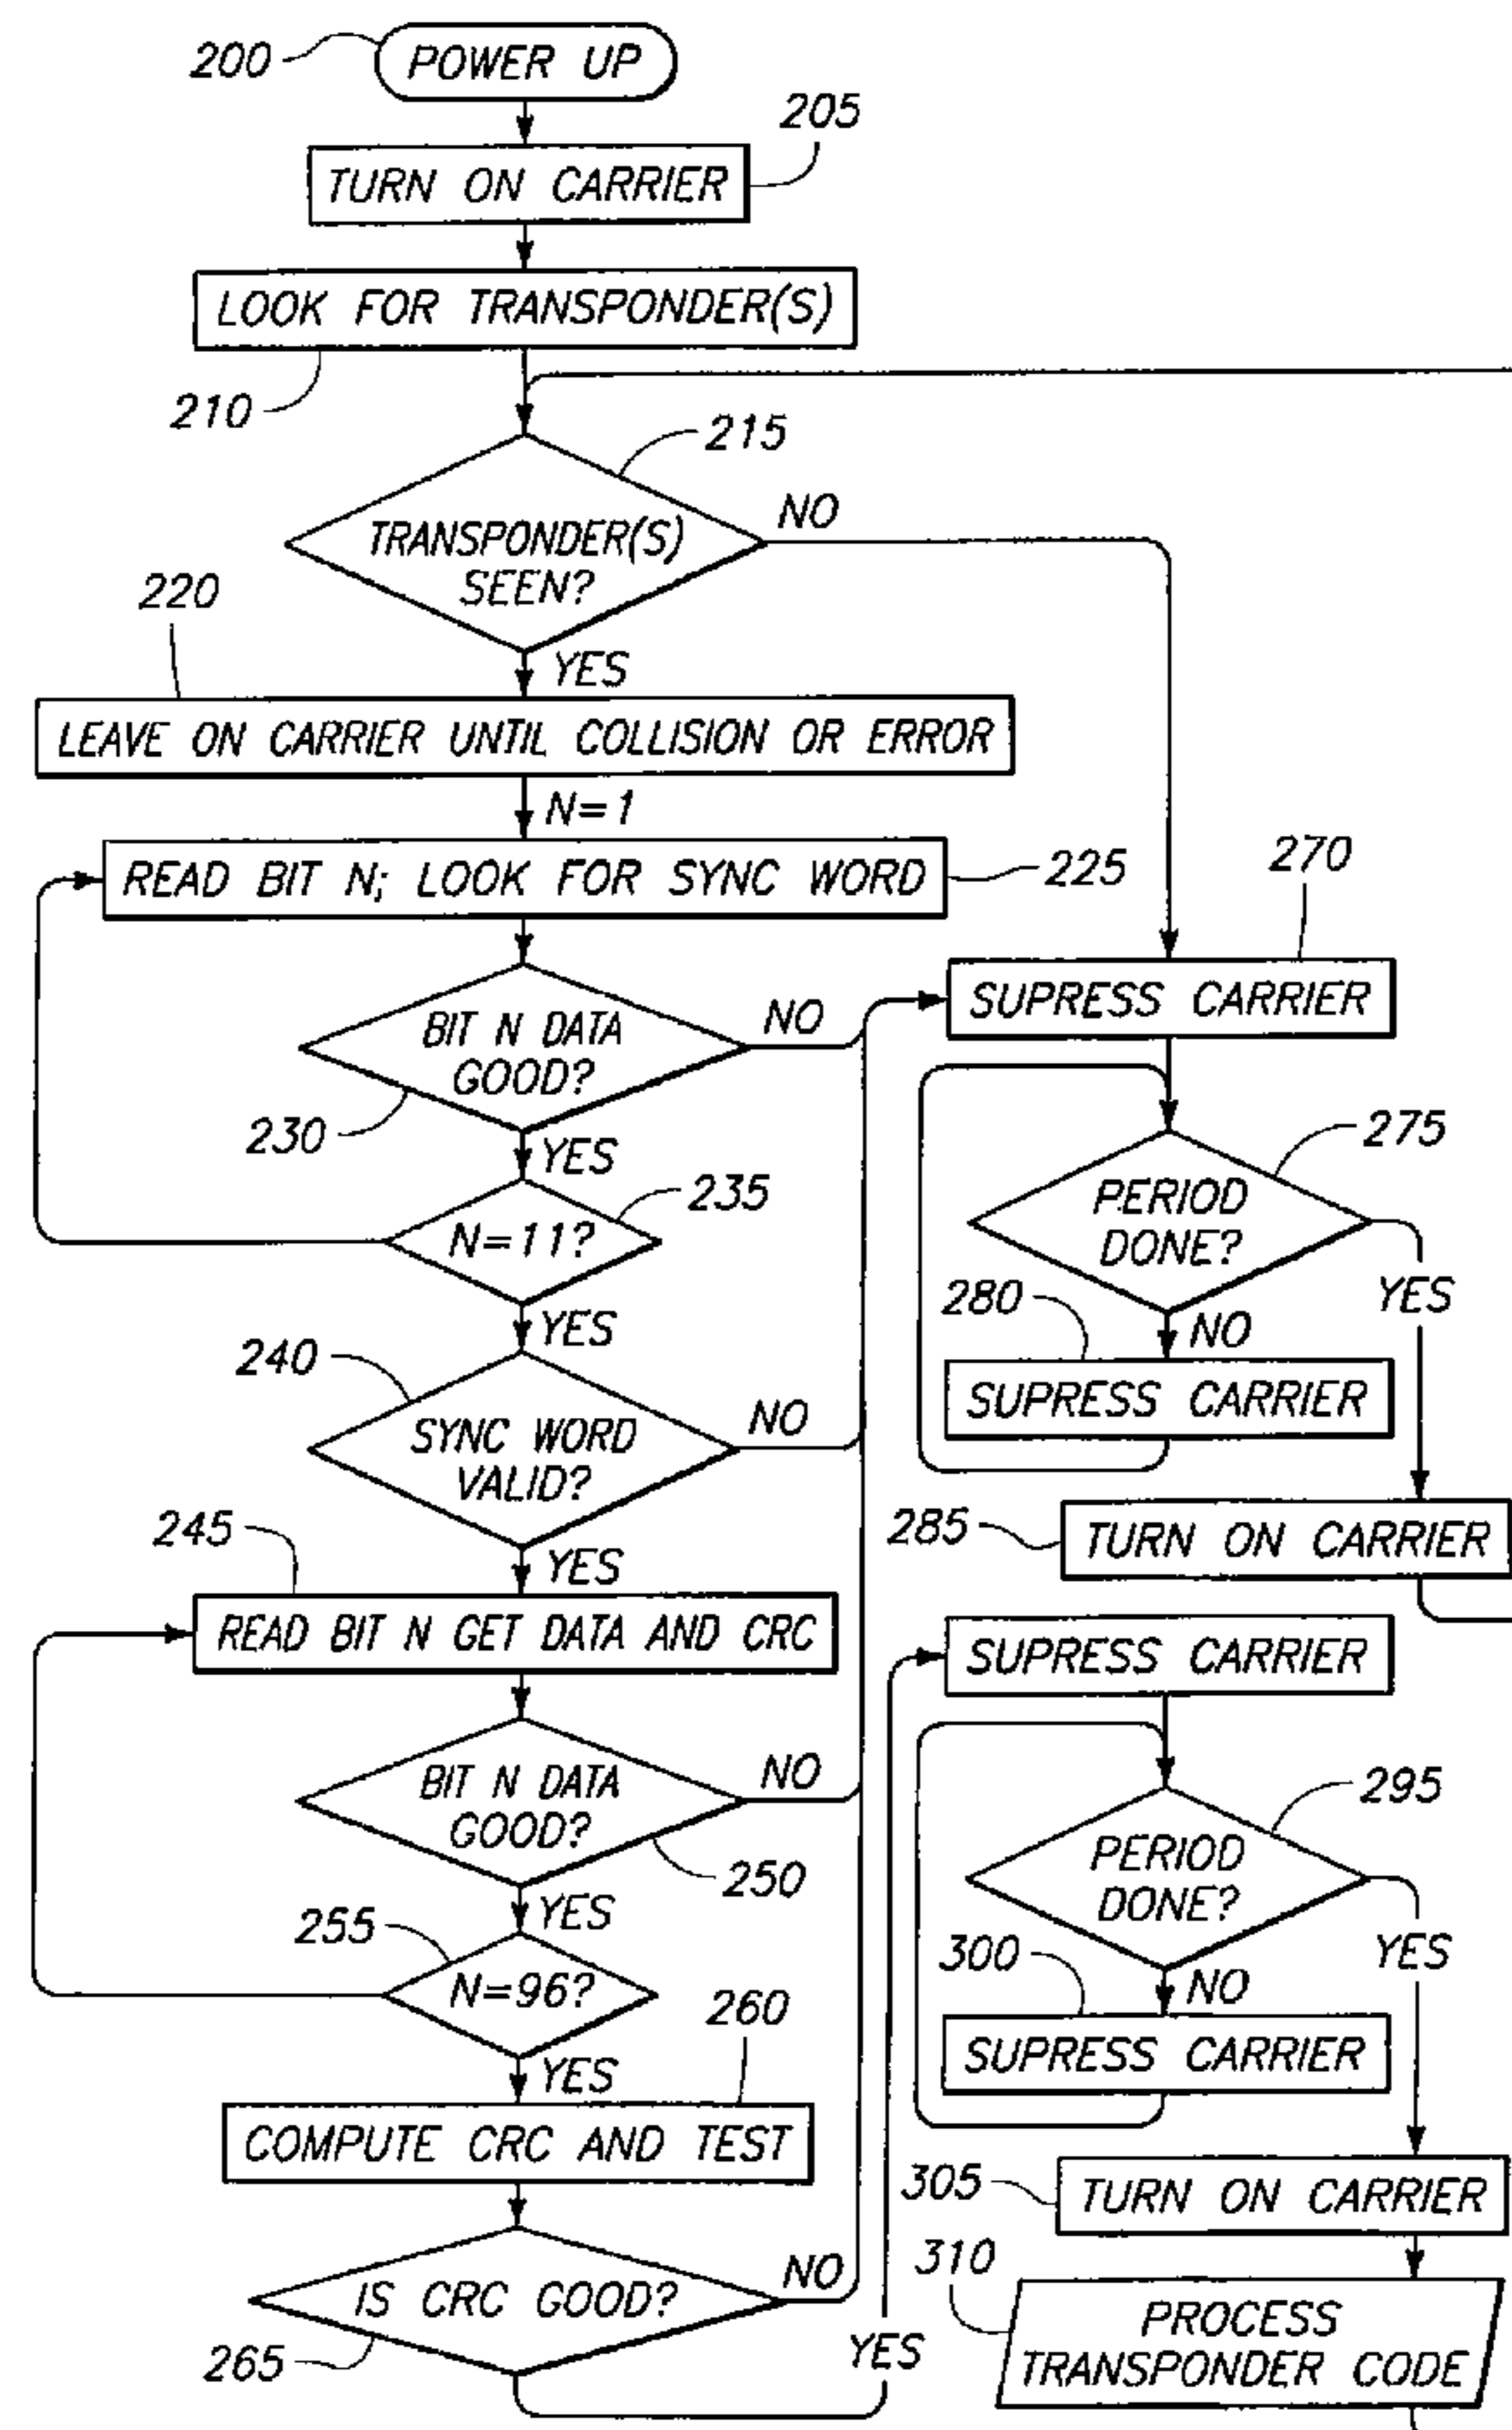 200
POWER UP
205
TURN ON CARRIER
LOOK FOR TRANSPONDER(S)
210
215
TRANSPONDER(S)
SEEN?
NO
220
YES
LEAVE ON CARRIER UNTIL COLLISION OR ERROR
N=1
READ BIT N; LOOK FOR SYNC WORD
225
BIT N DATA
GOOD?
NO
230
YES
235
N=11?
YES
240
SYNC WORD
VALID?
NO
245
YES
READ BIT N GET DATA AND CRC
BIT N DATA
GOOD?
NO
250
YES
255
N=96?
260
YES
COMPUTE CRC AND TEST
IS CRC GOOD?
NO
265
YES
270
SUPRESS CARRIER
275
PERIOD
DONE?
280
NO
YES
SUPRESS CARRIER
285
TURN ON CARRIER
SUPRESS CARRIER
295
PERIOD
DONE?
300
NO
YES
SUPRESS CARRIER
305
TURN ON CARRIER
310
PROCESS
TRANSPONDER CODE